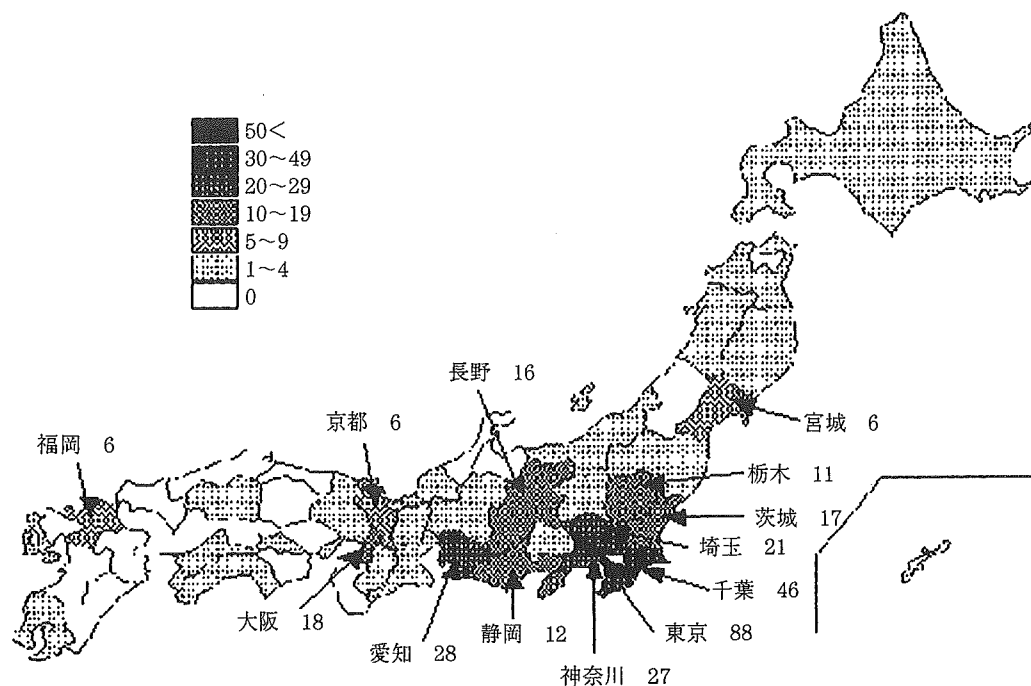 50<
30～49
20～29
10～19
5～9
1～4
0
長野 16
京都 6
福岡 6
宮城 6
栃木 11
茨城 17
埼玉 21
千葉 46
大阪 18
愛知 28
静岡 12
東京 88
神奈川 27